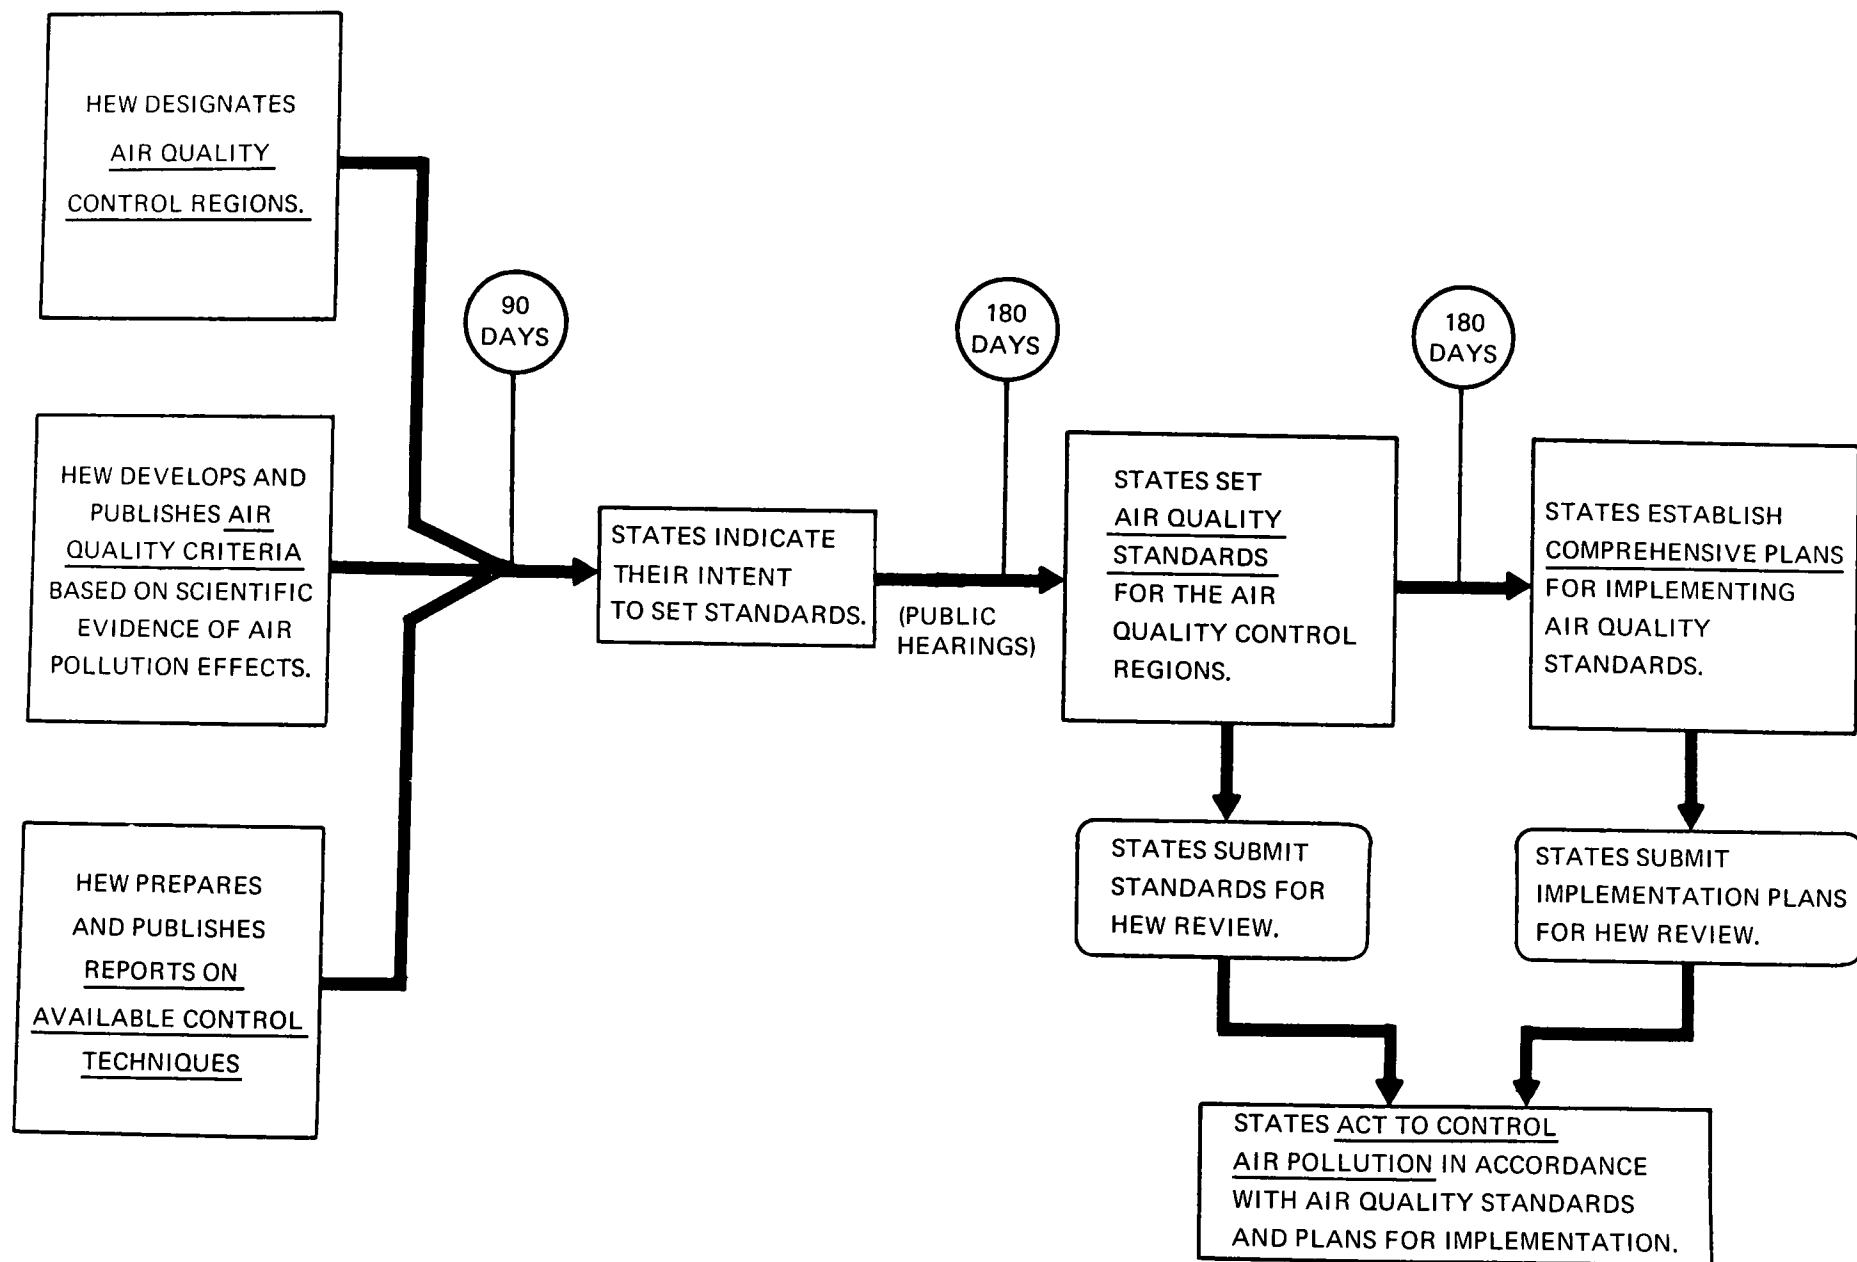 HEW DESIGNATES
AIR QUALITY
CONTROL REGIONS.
HEW DEVELOPS AND
PUBLISHES AIR
QUALITY CRITERIA
BASED ON SCIENTIFIC
EVIDENCE OF AIR
POLLUTION EFFECTS.
HEW PREPARES
AND PUBLISHES
REPORTS ON
AVAILABLE CONTROL
TECHNIQUES
90
DAYS
STATES INDICATE
THEIR INTENT
TO SET STANDARDS.
180
DAYS
(PUBLIC
HEARINGS)
STATES SET
AIR QUALITY
STANDARDS
FOR THE AIR
QUALITY CONTROL
REGIONS.
180
DAYS
STATES ESTABLISH
COMPREHENSIVE PLANS
FOR IMPLEMENTING
AIR QUALITY
STANDARDS.
STATES SUBMIT
STANDARDS FOR
HEW REVIEW.
STATES SUBMIT
IMPLEMENTATION PLANS
FOR HEW REVIEW.
STATES ACT TO CONTROL
AIR POLLUTION IN ACCORDANCE
WITH AIR QUALITY STANDARDS
AND PLANS FOR IMPLEMENTATION.